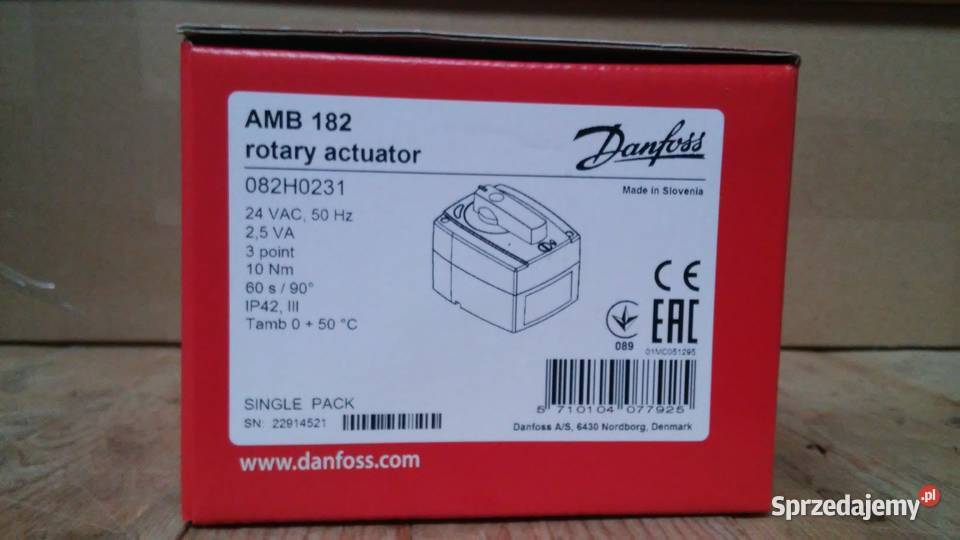 AMB 182
rotary actuator
Danfoss
Made in Slovenia
082H0231
24 VAC, 50 Hz
2,5 VA
3 point
10 Nm
60 s / 90°
IP42, III
Tamb 0 + 50 °C
CE
EAC
089
01MC051295
SINGLE PACK
SN: 22914521
5 710104 077925
Danfoss A/S, 6430 Nordborg, Denmark
www.danfoss.com
Sprzedajemy.pl